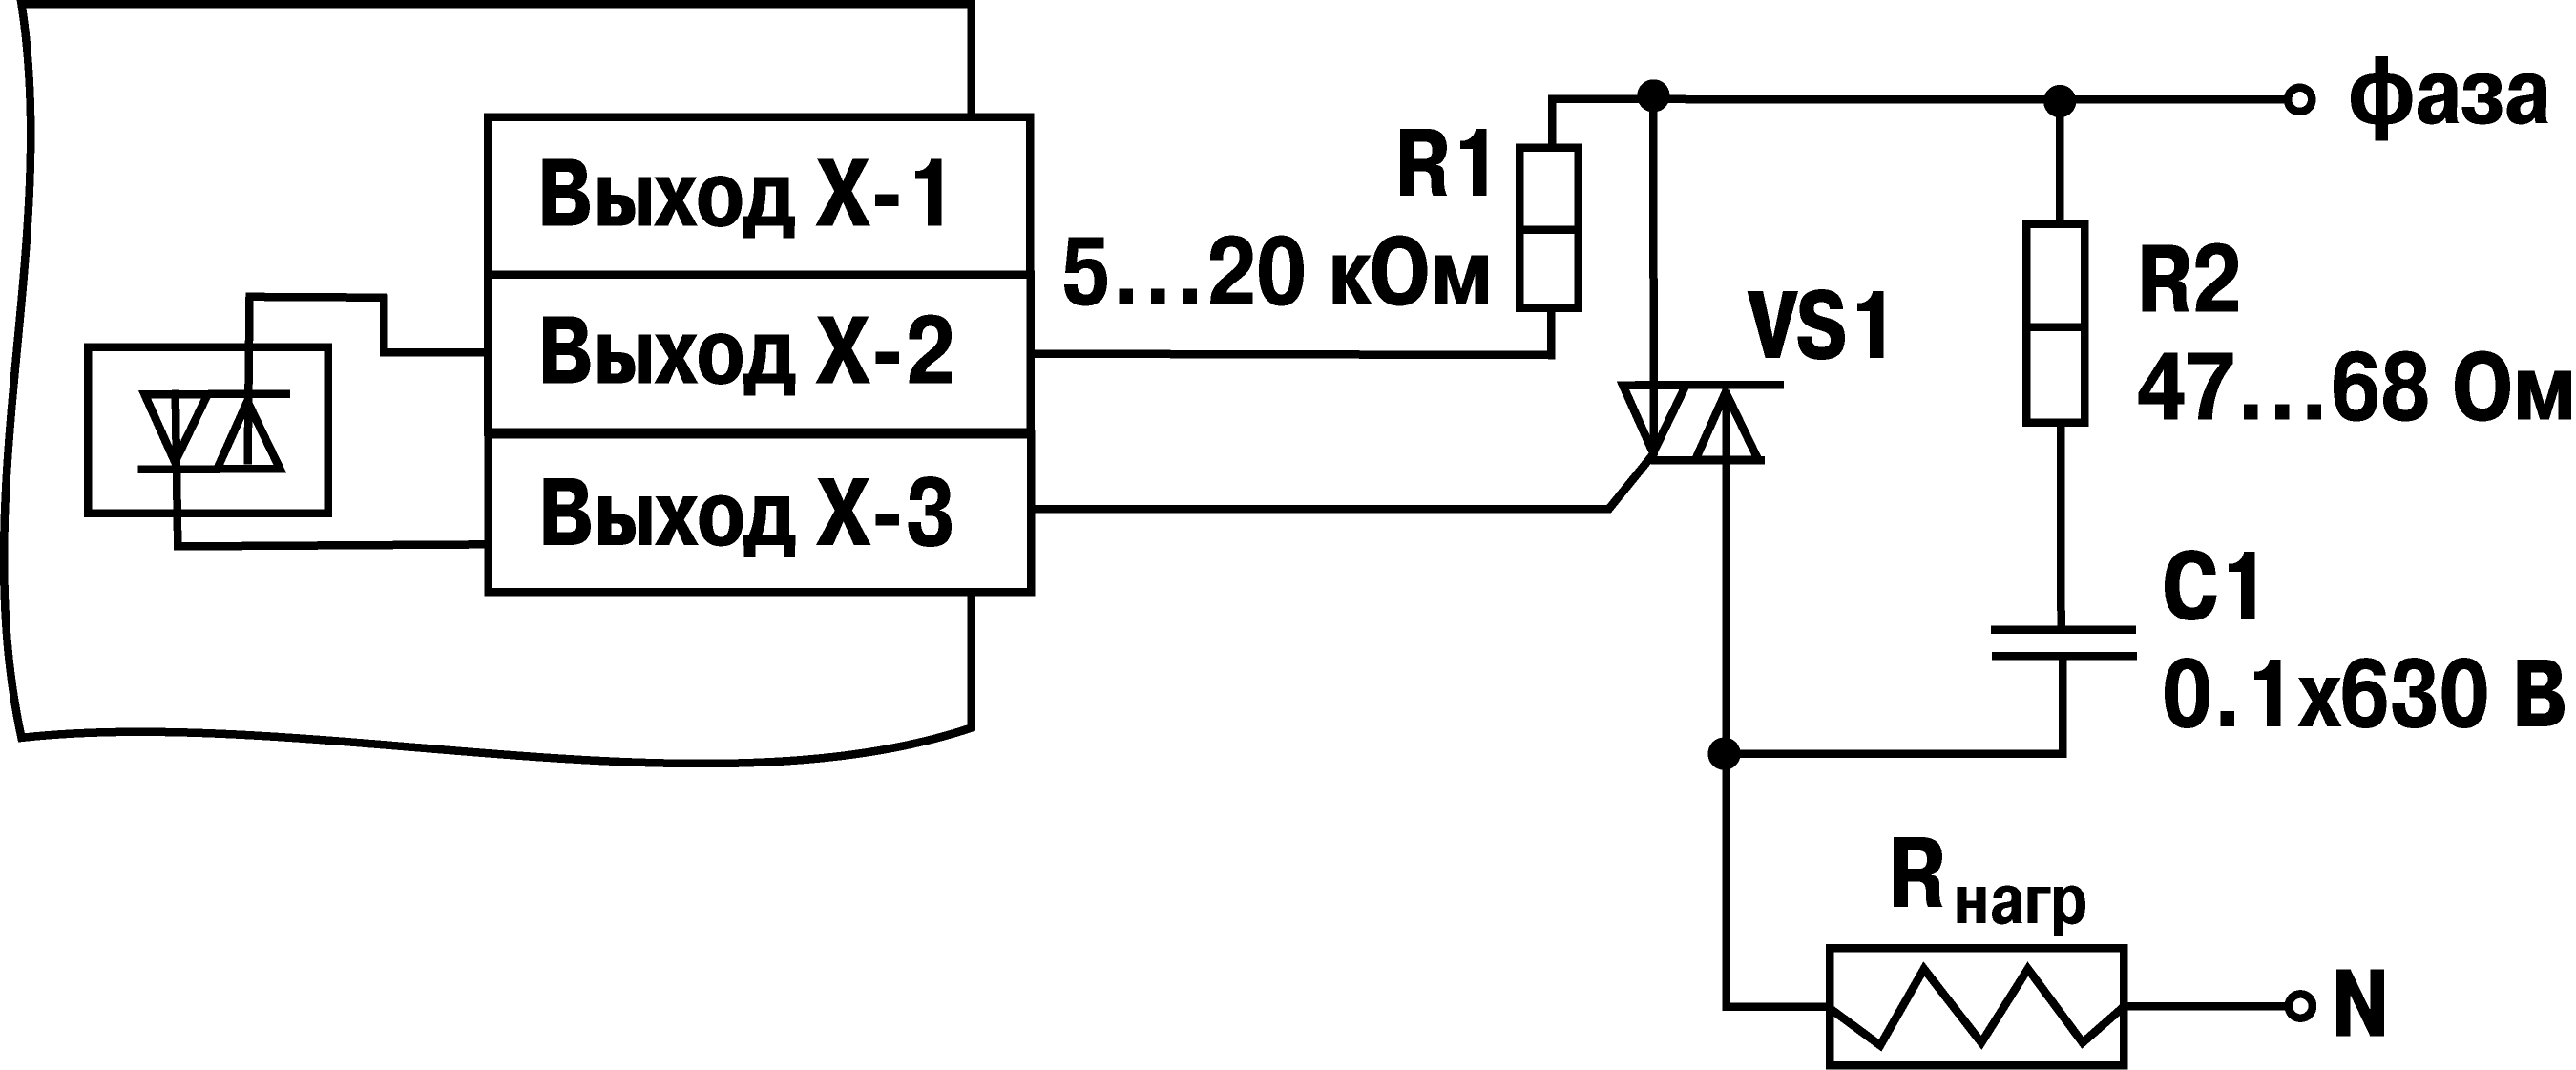 фаза
Выход X-1
R1
Выход X-2
5...20 кОм
VS1
R2
47...68 Ом
Выход X-3
C1
0.1x630 В
Rнагр
N